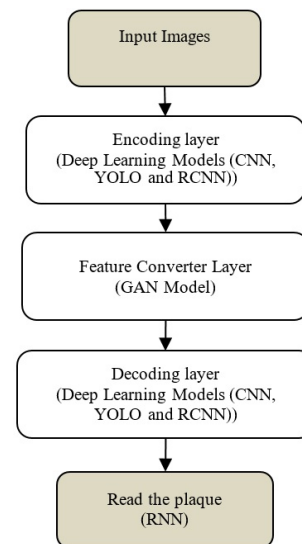 Input Images
Encoding layer
(Deep Learning Models (CNN,
YOLO and RCNN))
Feature Converter Layer
(GAN Model)
Decoding layer
(Deep Learning Models (CNN,
YOLO and RCNN))
Read the plaque
(RNN)